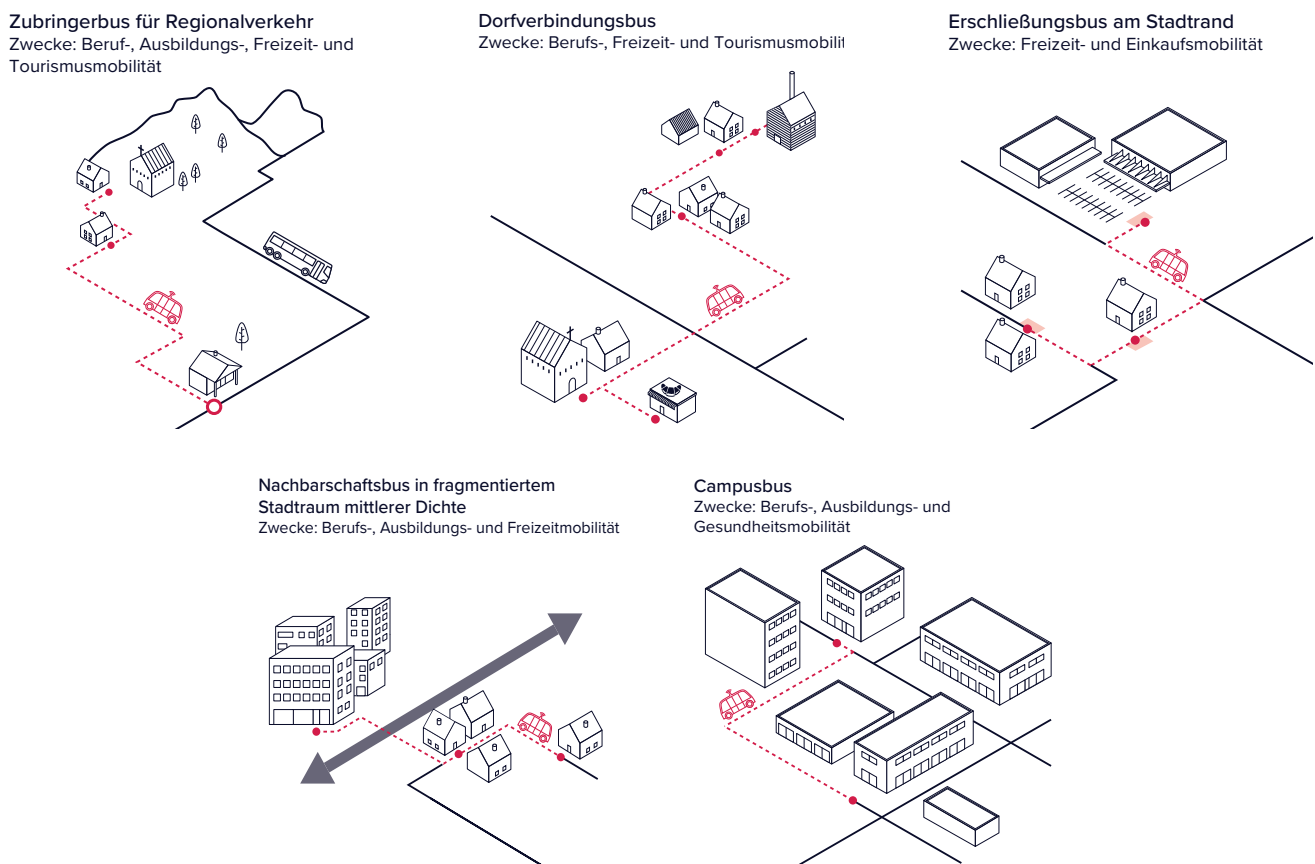 Zubringerbus für Regionalverkehr
Zwecke: Beruf-, Ausbildungs-, Freizeit- und
Tourismusmobilität
Dorfverbindungsbus
Zwecke: Berufs-, Freizeit- und Tourismusmobilit
Erschließungsbus am Stadtrand
Zwecke: Freizeit- und Einkaufsmobilität
Nachbarschaftsbus in fragmentiertem
Stadtraum mittlerer Dichte
Zwecke: Berufs-, Ausbildungs- und Freizeitmobilität
Campusbus
Zwecke: Berufs-, Ausbildungs- und
Gesundheitsmobilität